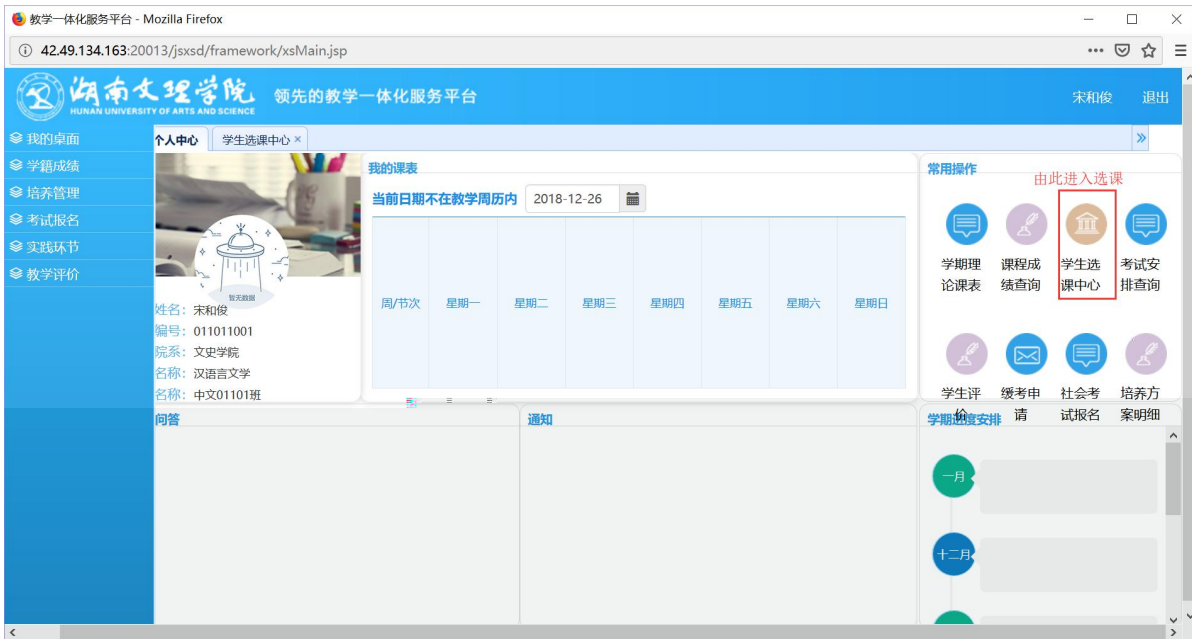 教学一体化服务平台 - Mozilla Firefox
42.49.134.163:20013/jsxsd/framework/xsMain.jsp
湖南文理学院
HUNAN UNIVERSITY OF ARTS AND SCIENCE
领先的教学一体化服务平台
宋和俊 退出
我的桌面
学籍成绩
培养管理
考试报名
实践环节
教学评价
个人中心 学生选课中心 ×
暂无数据
姓名：宋和俊
编号：011011001
院系：文史学院
名称：汉语言文学
名称：中文01101班
我的课表
当前日期不在教学周历内 2018-12-26
周/节次 星期一 星期二 星期三 星期四 星期五 星期六 星期日
常用操作
由此进入选课
学期理论课表
课程成绩查询
学生选课中心
考试安排查询
学生评价
缓考申请
社会考试报名
培养方案明细
问答
通知
学期进度安排
一月
十二月